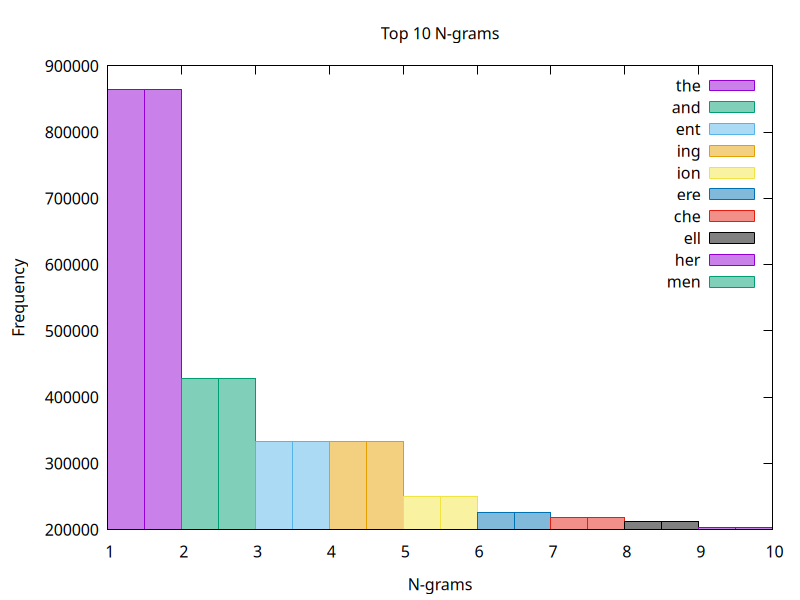 Top 10 N-grams
900000
800000
700000
600000
500000
400000
300000
200000
Frequency
the
and
ent
ing
ion
ere
che
ell
her
men
1 2 3 4 5 6 7 8 9 10
N-grams